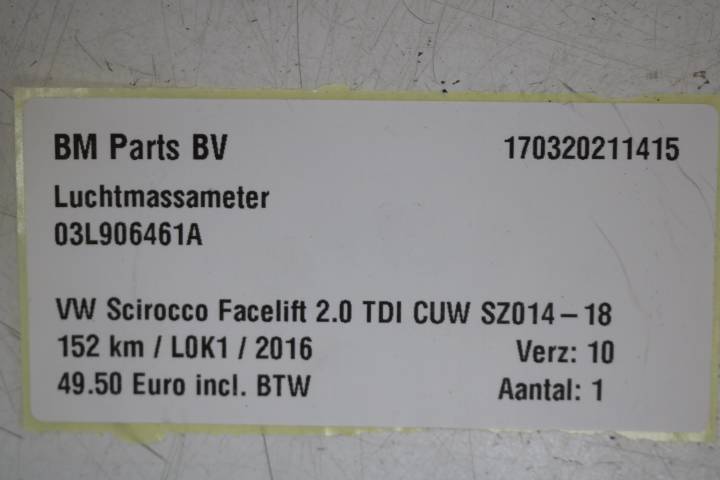 BM Parts BV 170320211415
Luchtmassameter
03L906461A
VW Scirocco Facelift 2.0 TDI CUW SZ014-18
152 km / L0K1 / 2016 Verz: 10
49.50 Euro incl. BTW Aantal: 1